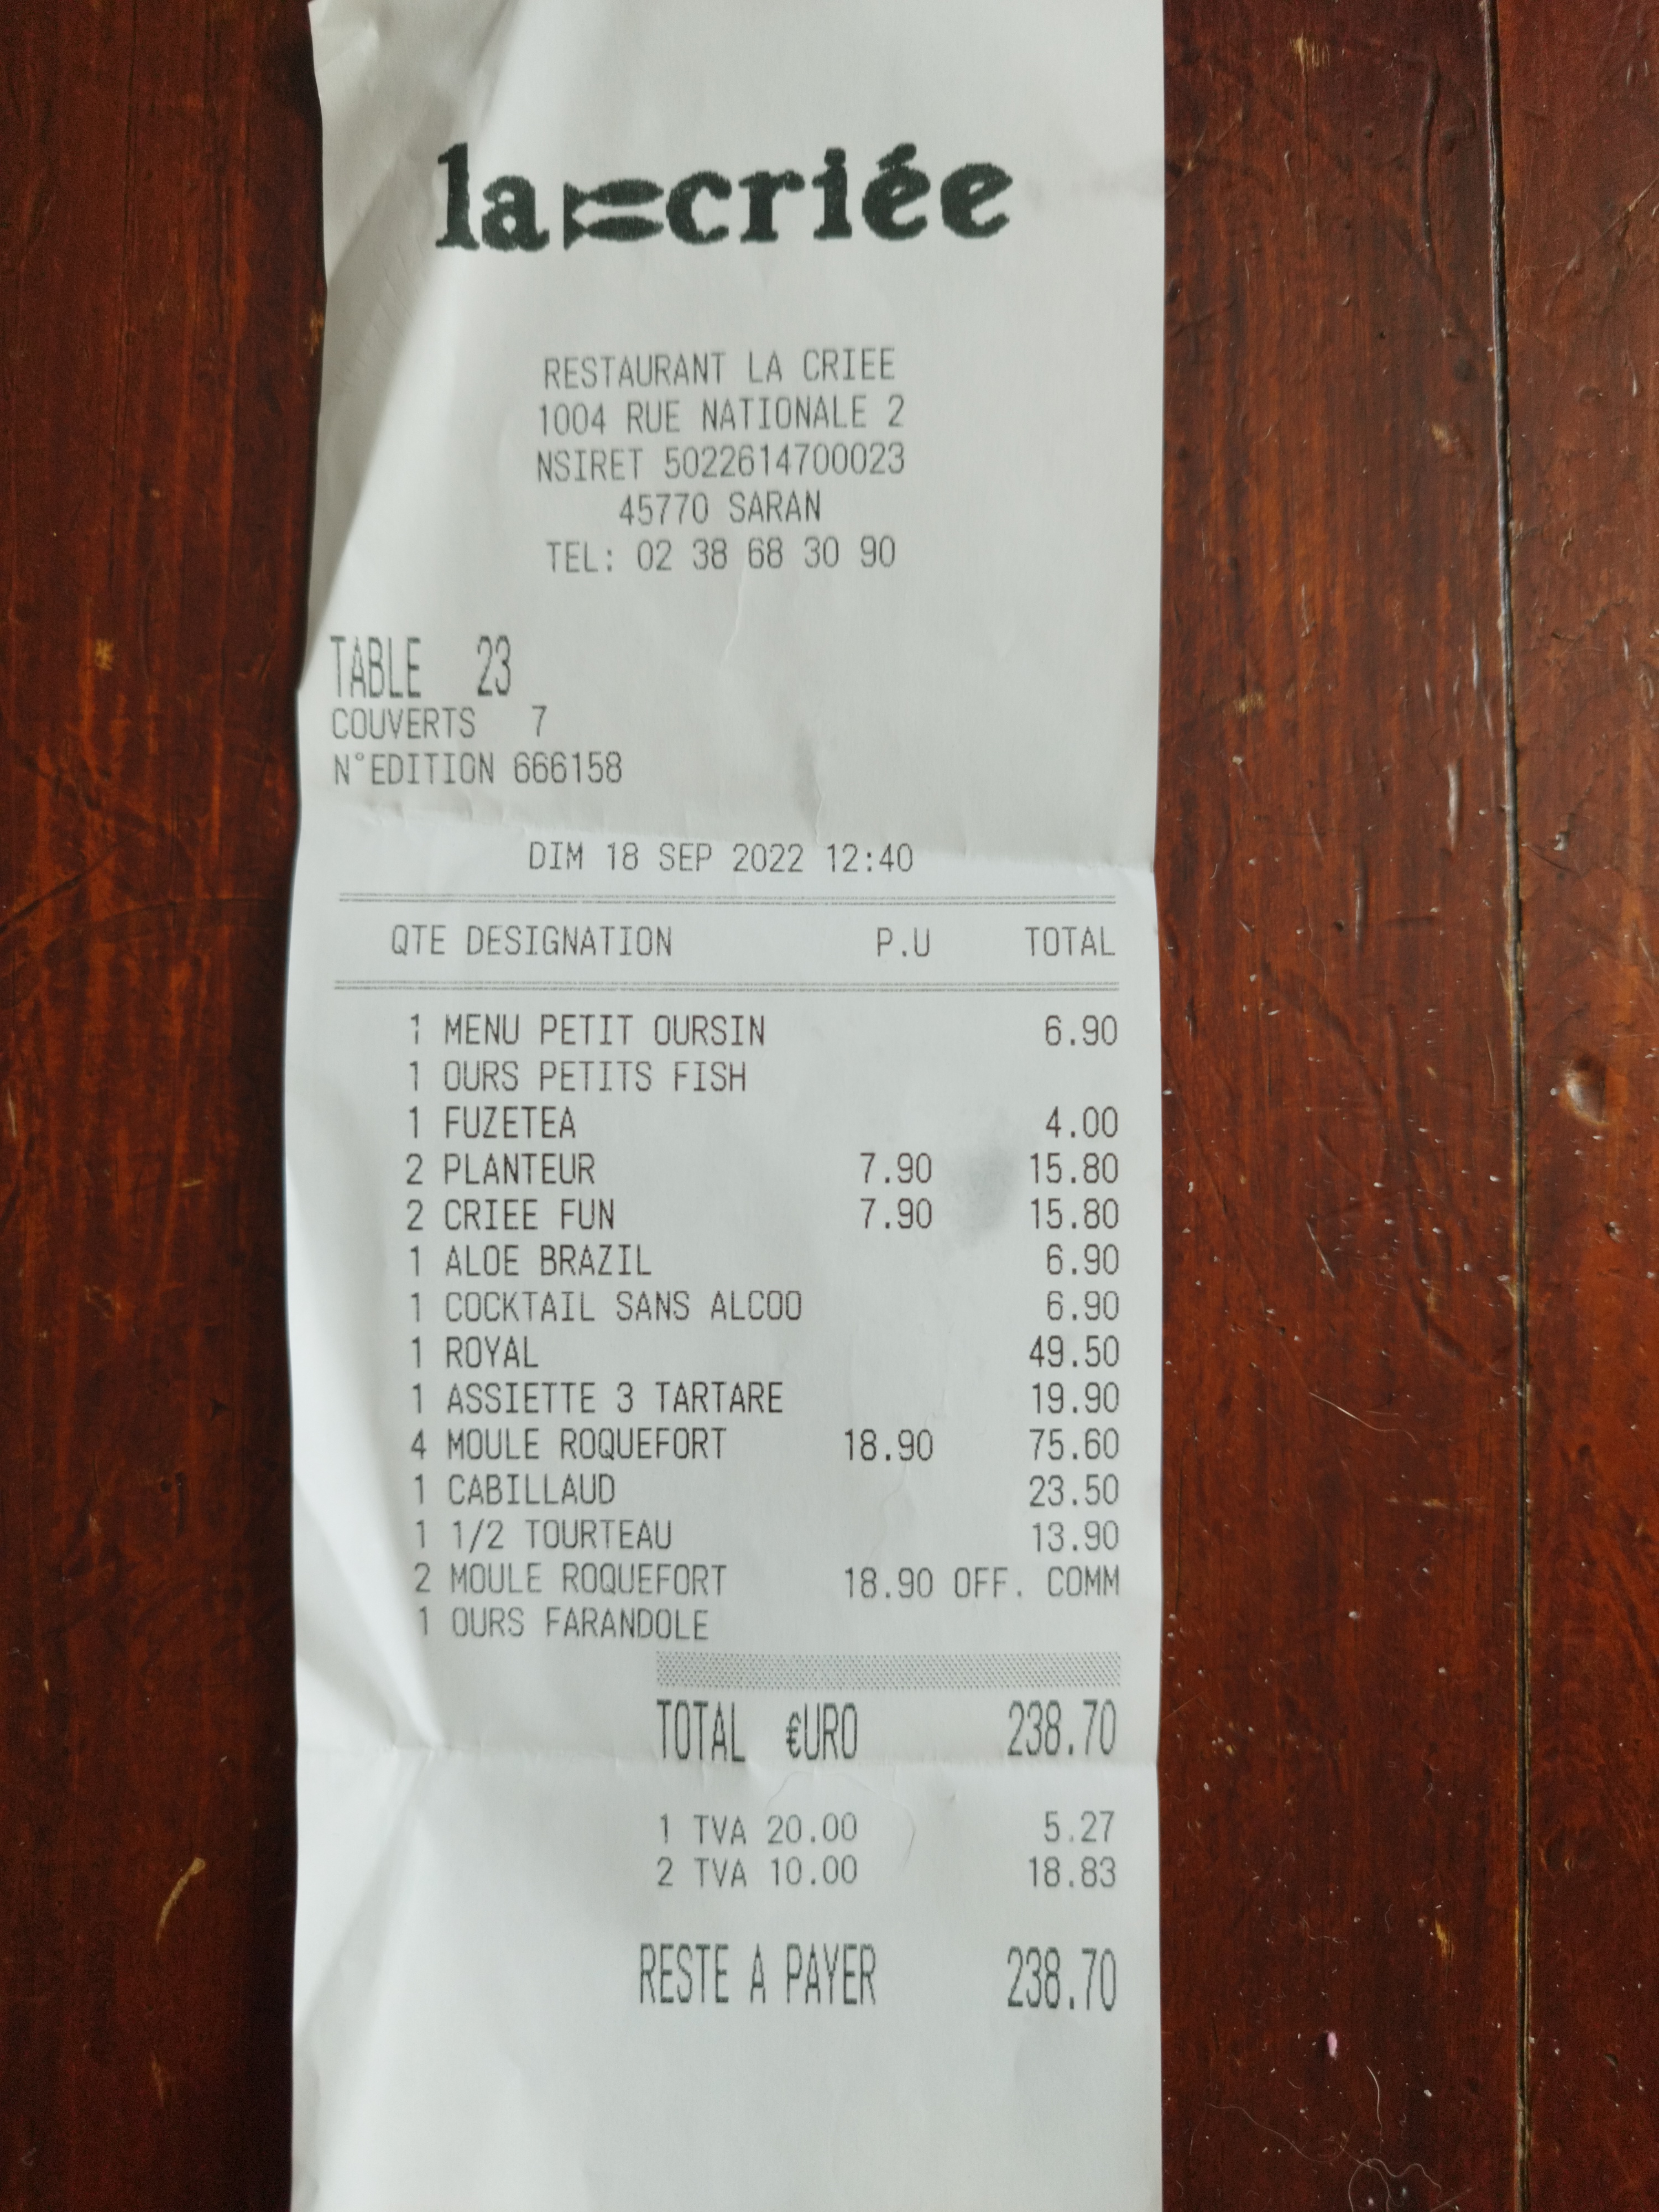 la criée
RESTAURANT LA CRIEE
1004 RUE NATIONALE 2
NSIRET 5022614700023
45770 SARAN
TEL: 02 38 68 30 90
TABLE 23
COUVERTS 7
N°EDITION 666158
DIM 18 SEP 2022 12:40
QTE DESIGNATION P.U TOTAL
1 MENU PETIT OURSIN 6.90
1 OURS PETITS FISH
1 FUZETEA 4.00
2 PLANTEUR 7.90 15.80
2 CRIEE FUN 7.90 15.80
1 ALOE BRAZIL 6.90
1 COCKTAIL SANS ALCOO 6.90
1 ROYAL 49.50
1 ASSIETTE 3 TARTARE 19.90
4 MOULE ROQUEFORT 18.90 75.60
1 CABILLAUD 23.50
1 1/2 TOURTEAU 13.90
2 MOULE ROQUEFORT 18.90 OFF. COMM
1 OURS FARANDOLE
TOTAL €URO 238.70
1 TVA 20.00 5.27
2 TVA 10.00 18.83
RESTE A PAYER 238.70